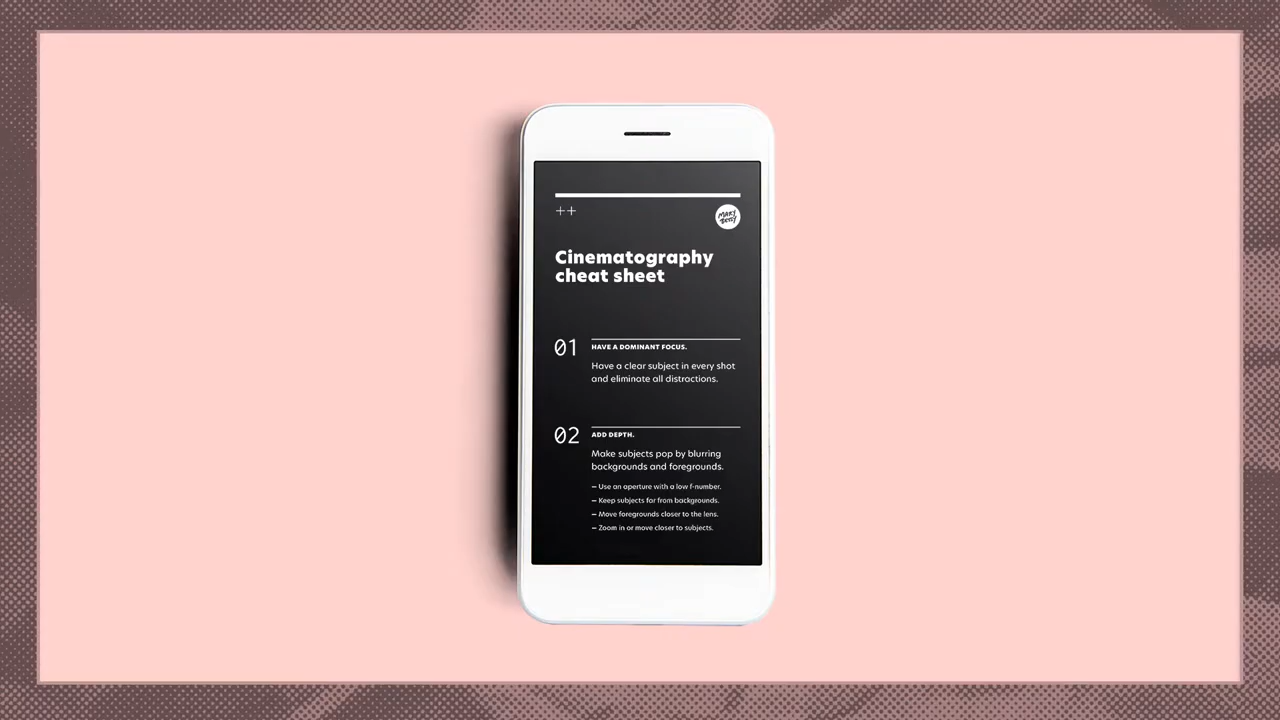 ++
MARY
BETTY
Cinematography
cheat sheet
01
HAVE A DOMINANT FOCUS.
Have a clear subject in every shot
and eliminate all distractions.
02
ADD DEPTH.
Make subjects pop by blurring
backgrounds and foregrounds.
– Use an aperture with a low f-number.
– Keep subjects far from backgrounds.
– Move foregrounds closer to the lens.
– Zoom in or move closer to subjects.